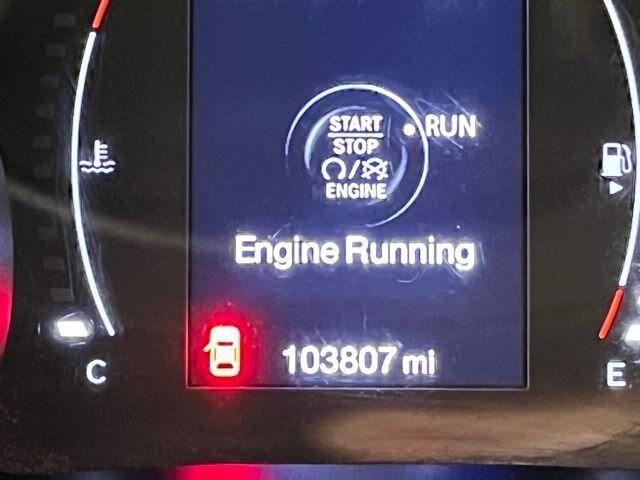 START
STOP
ENGINE
RUN
Engine Running
103807 mi
C
E